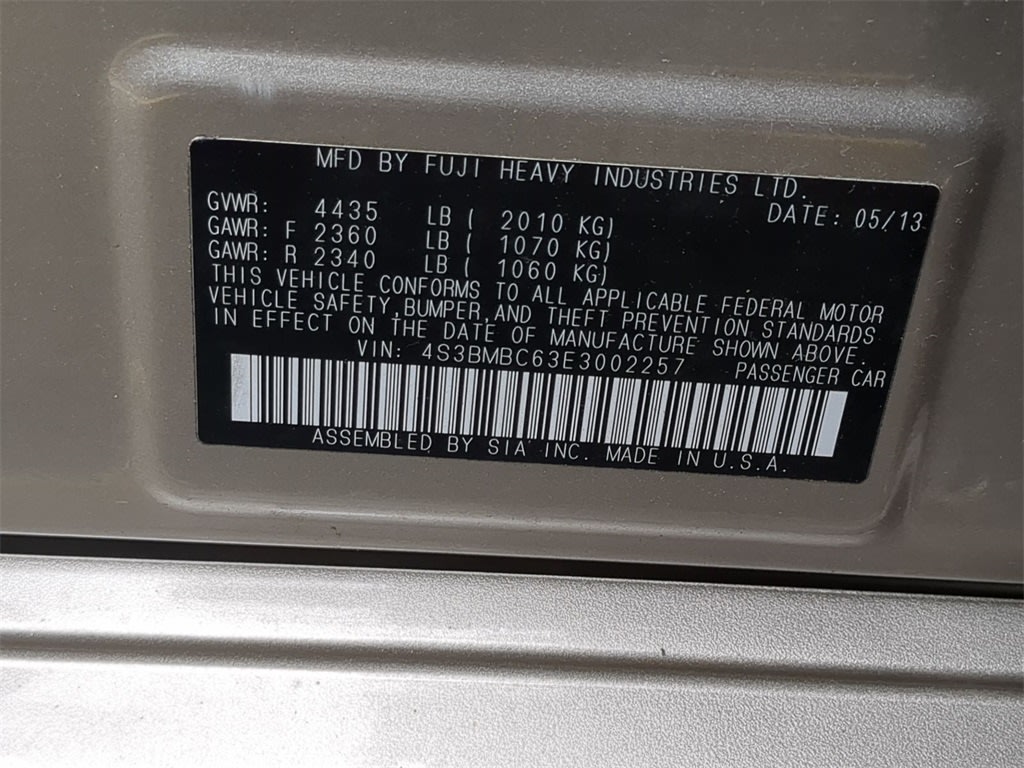 MFD BY FUJI HEAVY INDUSTRIES LTD.
GVWR: 4435 LB ( 2010 KG) DATE: 05/13
GAWR: F 2360 LB ( 1070 KG)
GAWR: R 2340 LB ( 1060 KG)
THIS VEHICLE CONFORMS TO ALL APPLICABLE FEDERAL MOTOR
VEHICLE SAFETY,BUMPER,AND THEFT PREVENTION STANDARDS
IN EFFECT ON THE DATE OF MANUFACTURE SHOWN ABOVE.
VIN: 4S3BMBC63E3002257 PASSENGER CAR
ASSEMBLED BY SIA INC. MADE IN U.S.A.